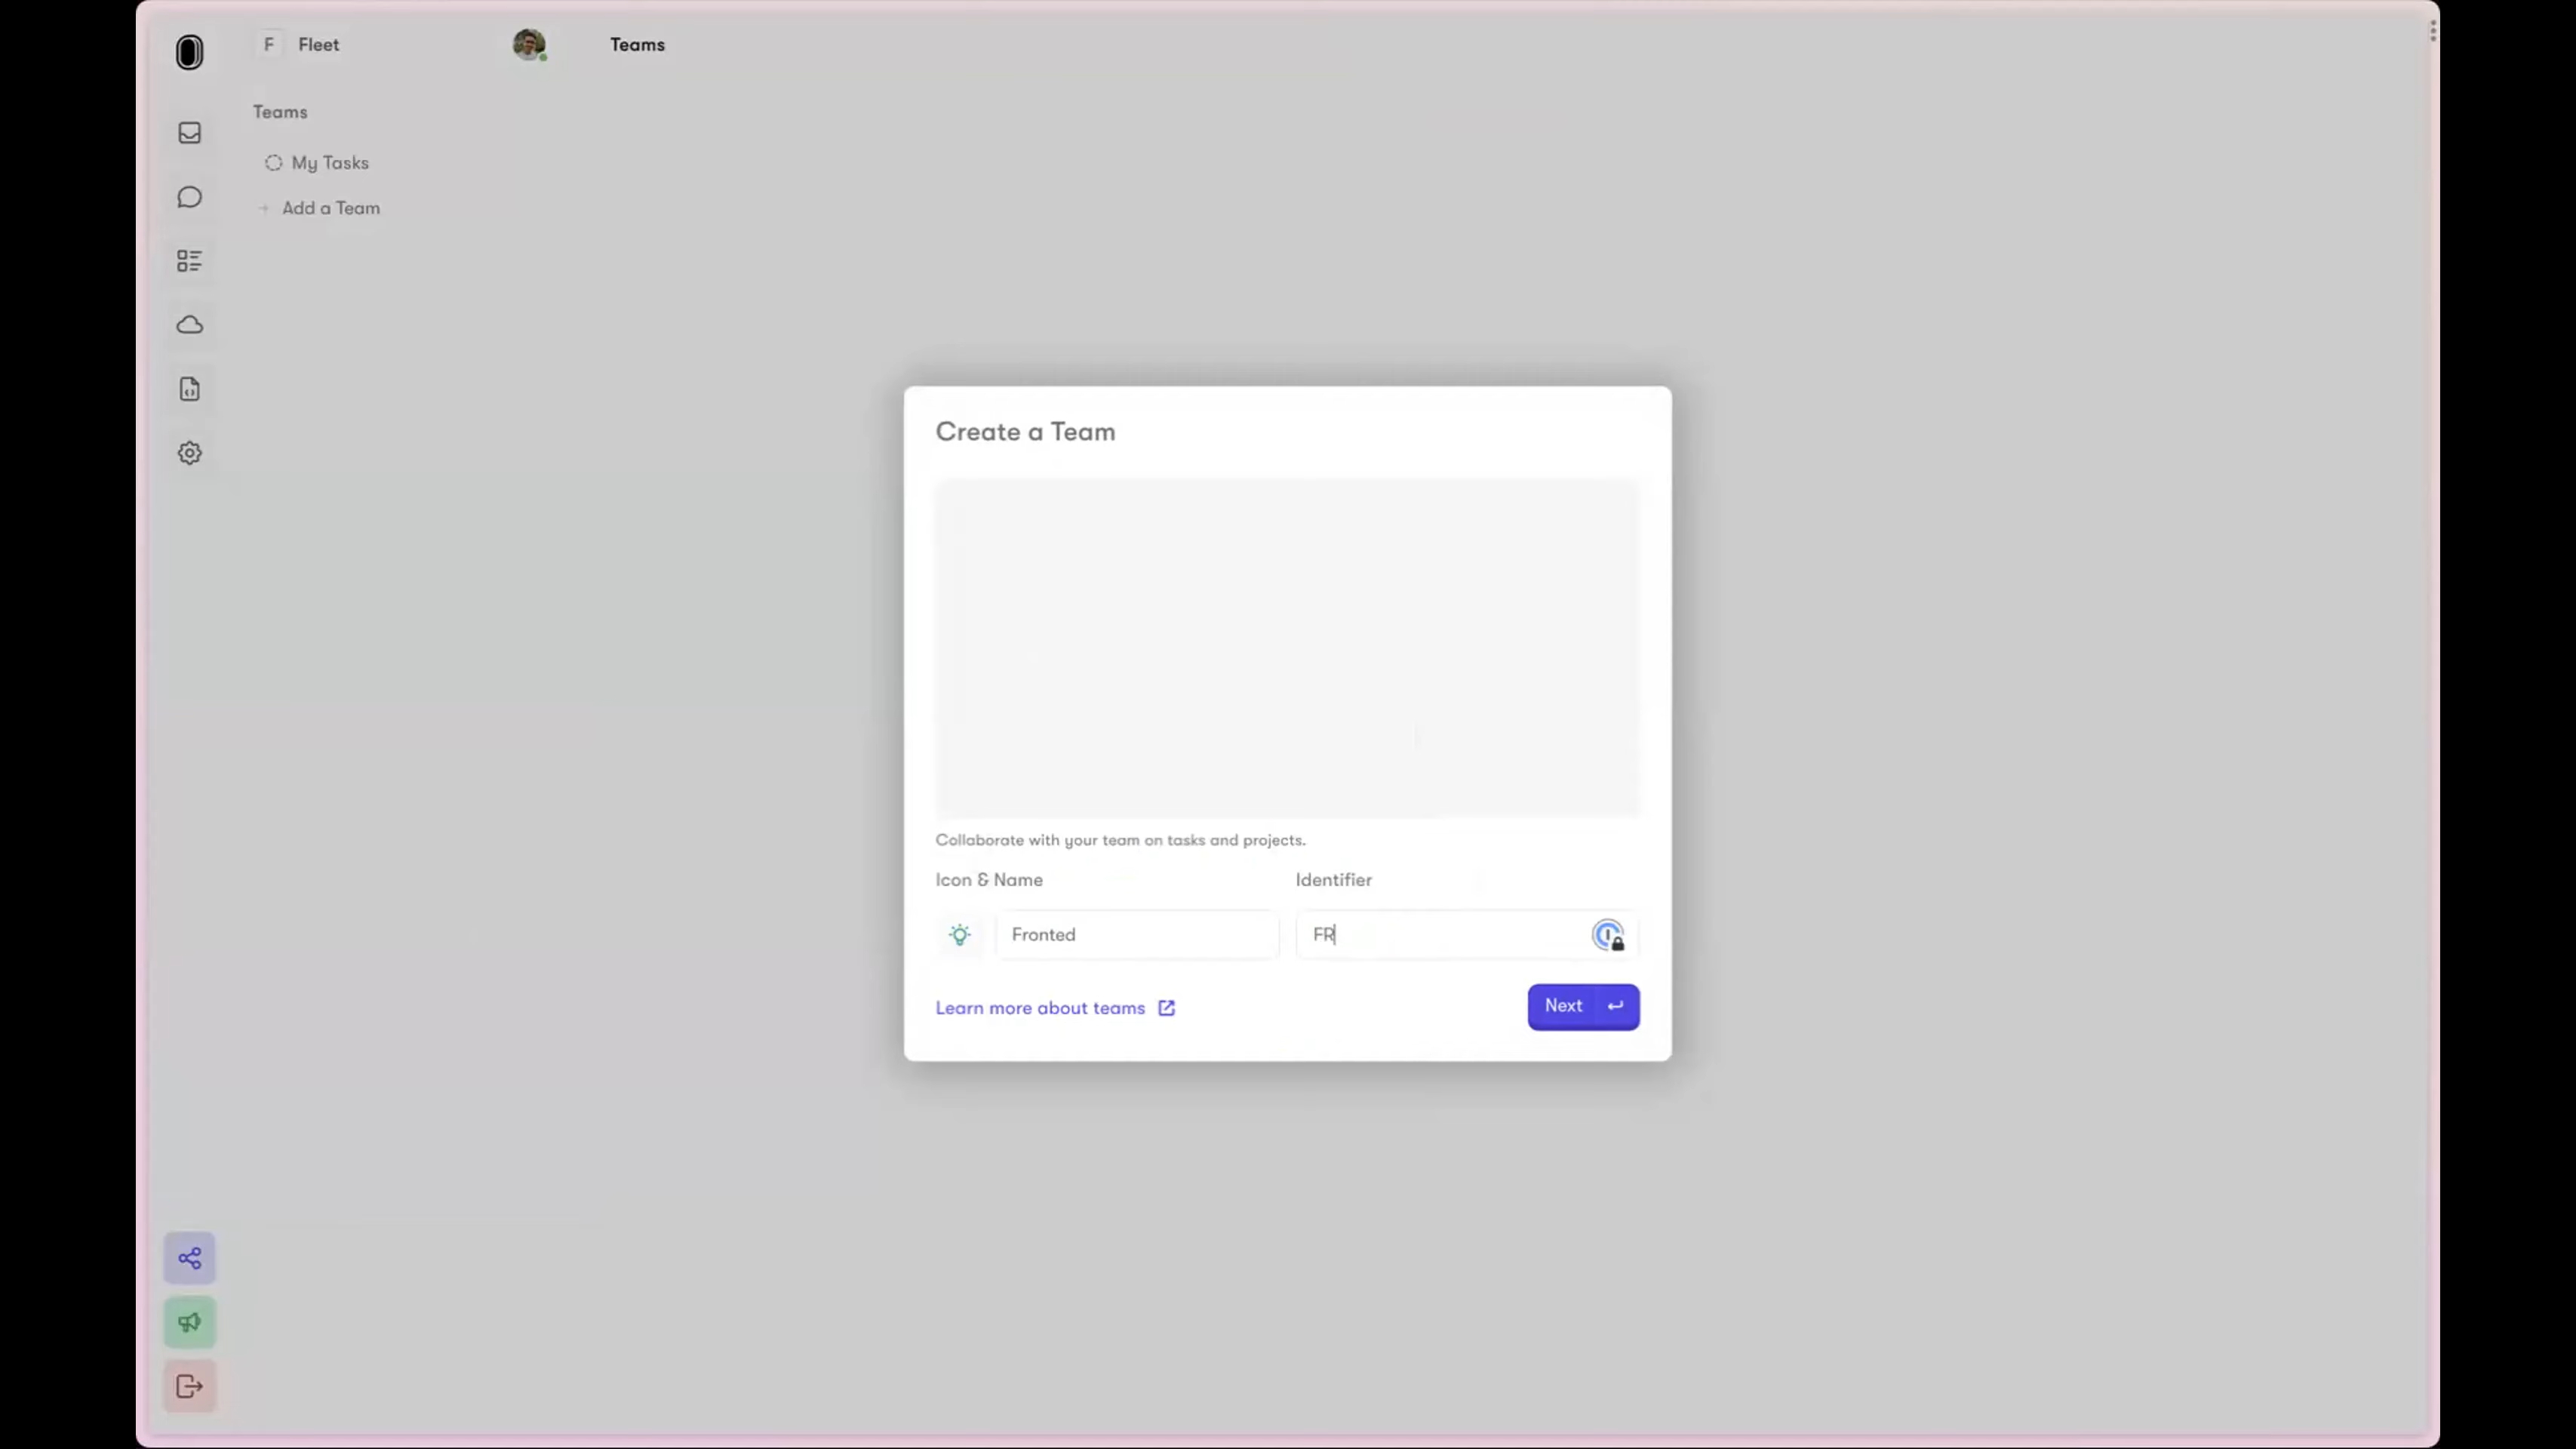 F Fleet
Teams
Teams
My Tasks
+ Add a Team
Create a Team
Collaborate with your team on tasks and projects.
Icon & Name
Identifier
Fronted
FR
Learn more about teams
Next